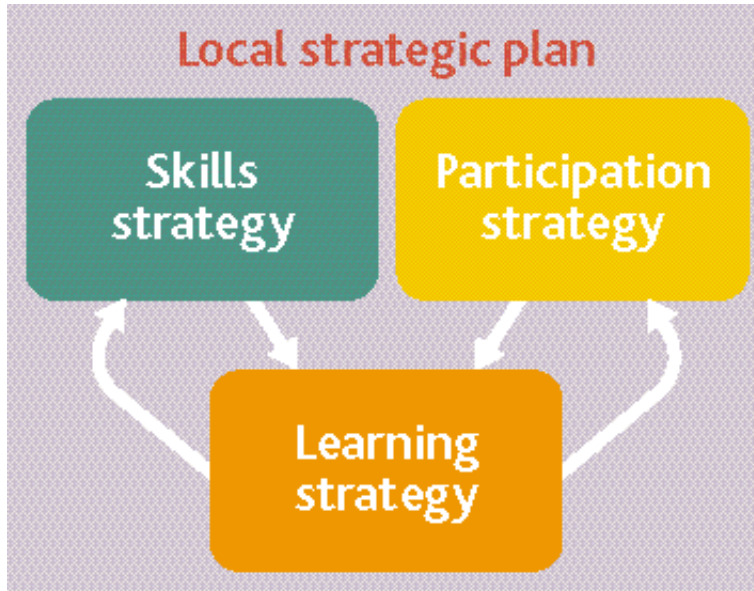 Local strategic plan
Skills
strategy
Participation
strategy
Learning
strategy